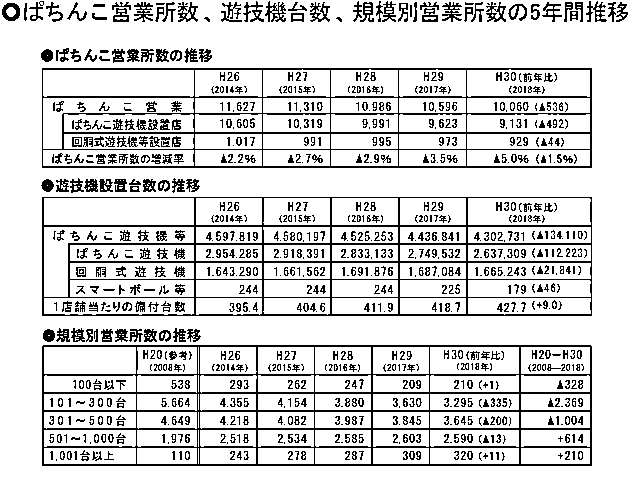 ○ぱちんこ営業所数、遊技機台数、規模別営業所数の5年間推移
●ぱちんこ営業所数の推移
H26 H27 H28 H29 H30(前年比)
(2014年) (2015年) (2016年) (2017年) (2018年)
ぱちんこ営業 11,627 11,310 10,986 10,596 10,060 (▲536)
ぱちんこ遊技機設置店 10,605 10,319 9,991 9,623 9,131 (▲492)
回胴式遊技機等設置店 1,017 991 995 973 929 (▲44)
ぱちんこ営業所数の増減率 ▲2.2% ▲2.7% ▲2.9% ▲3.5% ▲5.0% (▲1.5%)
●遊技機設置台数の推移
H26 H27 H28 H29 H30(前年比)
(2014年) (2015年) (2016年) (2017年) (2018年)
ぱちんこ遊技機等 4,597,819 4,580,197 4,525,253 4,436,841 4,302,731 (▲134,110)
ぱちんこ遊技機 2,954,285 2,918,391 2,833,133 2,749,532 2,637,309 (▲112,223)
回胴式遊技機 1,643,290 1,661,562 1,691,876 1,687,084 1,665,243 (▲21,841)
スマートボール等 244 244 244 225 179 (▲46)
1店舗当たりの備付台数 395.4 404.6 411.9 418.7 427.7 (+9.0)
●規模別営業所数の推移
H20(参考) H26 H27 H28 H29 H30(前年比) H20−H30
(2008年) (2014年) (2015年) (2016年) (2017年) (2018年) (2008—2018)
100台以下 538 293 262 247 209 210 (+1) ▲328
101〜300台 5,664 4,355 4,154 3,880 3,630 3,295 (▲335) ▲2,369
301〜500台 4,649 4,218 4,082 3,987 3,845 3,645 (▲200) ▲1,004
501〜1,000台 1,976 2,518 2,534 2,585 2,603 2,590 (▲13) +614
1,001台以上 110 243 278 287 309 320 (+11) +210